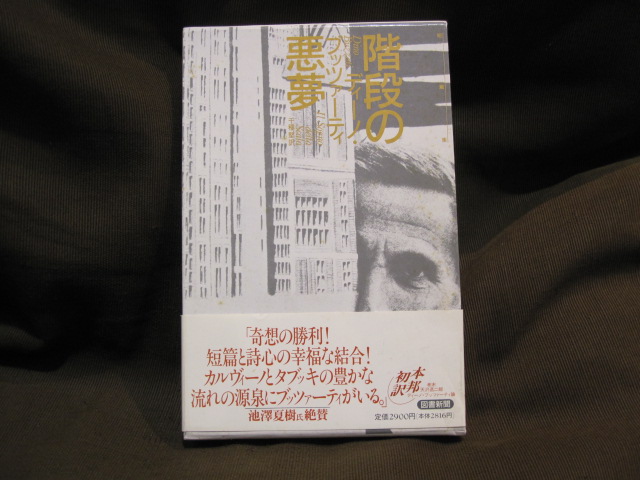 階段の
悪夢
ディーノ・
ブッツァーティ
「奇想の勝利!
短篇と詩心の幸福な結合!
カルヴィーノとタブッキの豊かな
流れの源泉にブッツァーティがいる。」
池澤夏樹氏絶賛
本邦
初訳
図書新聞
定価2900円(本体2816円)